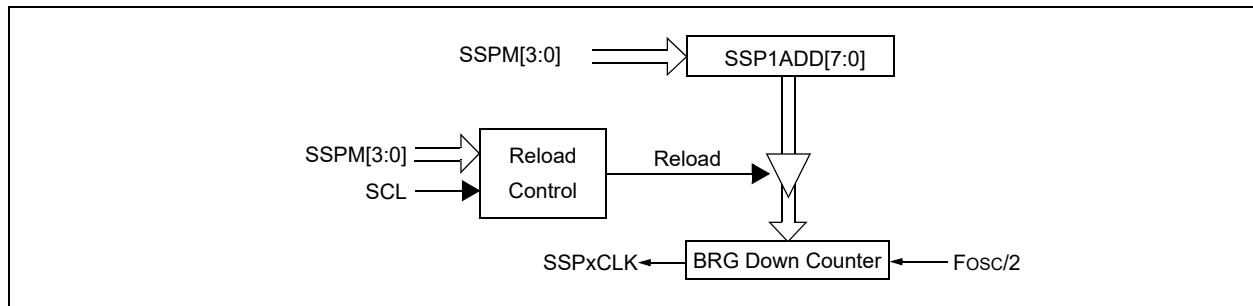 SSPM[3:0]
SSP1ADD[7:0]
SSPM[3:0]
SCL
Reload
Control
Reload
SSPxCLK
BRG Down Counter
FOSC/2